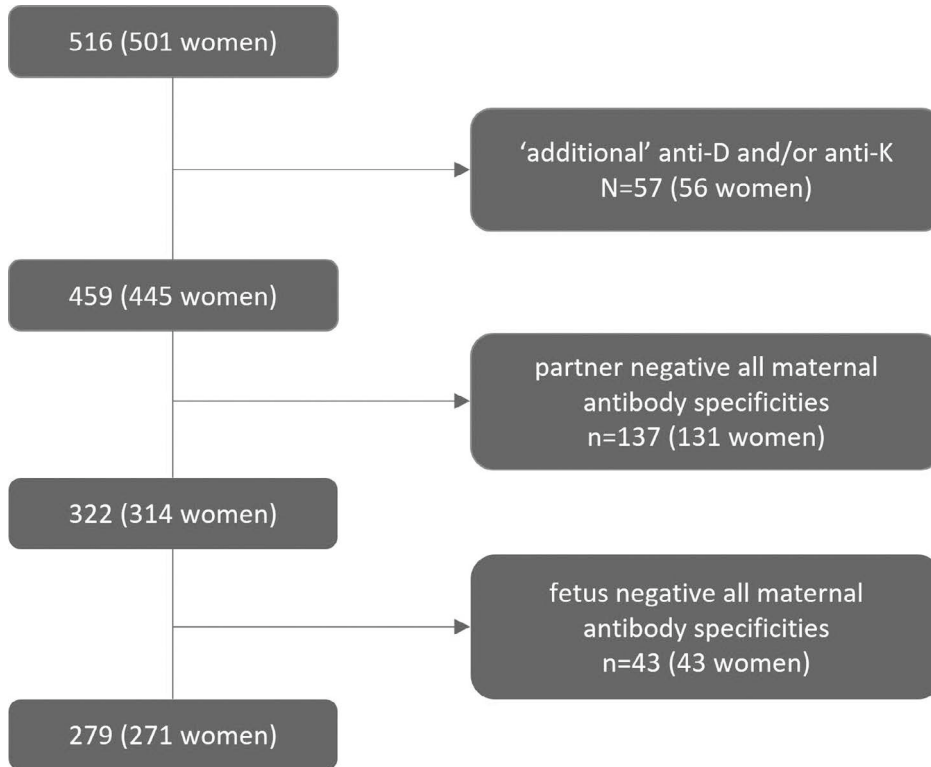 516 (501 women)
‘additional’ anti-D and/or anti-K
N=57 (56 women)
459 (445 women)
partner negative all maternal
antibody specificities
n=137 (131 women)
322 (314 women)
fetus negative all maternal
antibody specificities
n=43 (43 women)
279 (271 women)